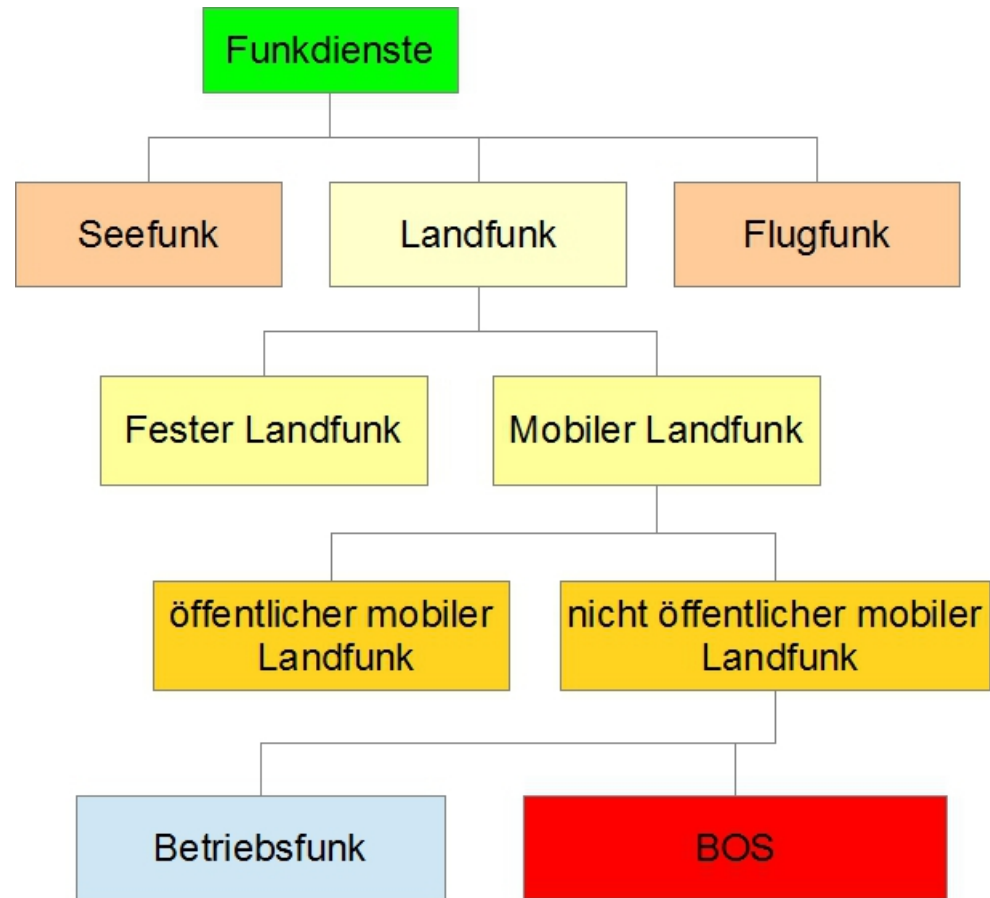 Funkdienste
Seefunk
Landfunk
Flugfunk
Fester Landfunk
Mobiler Landfunk
öffentlicher mobiler
Landfunk
nicht öffentlicher mobiler
Landfunk
Betriebsfunk
BOS